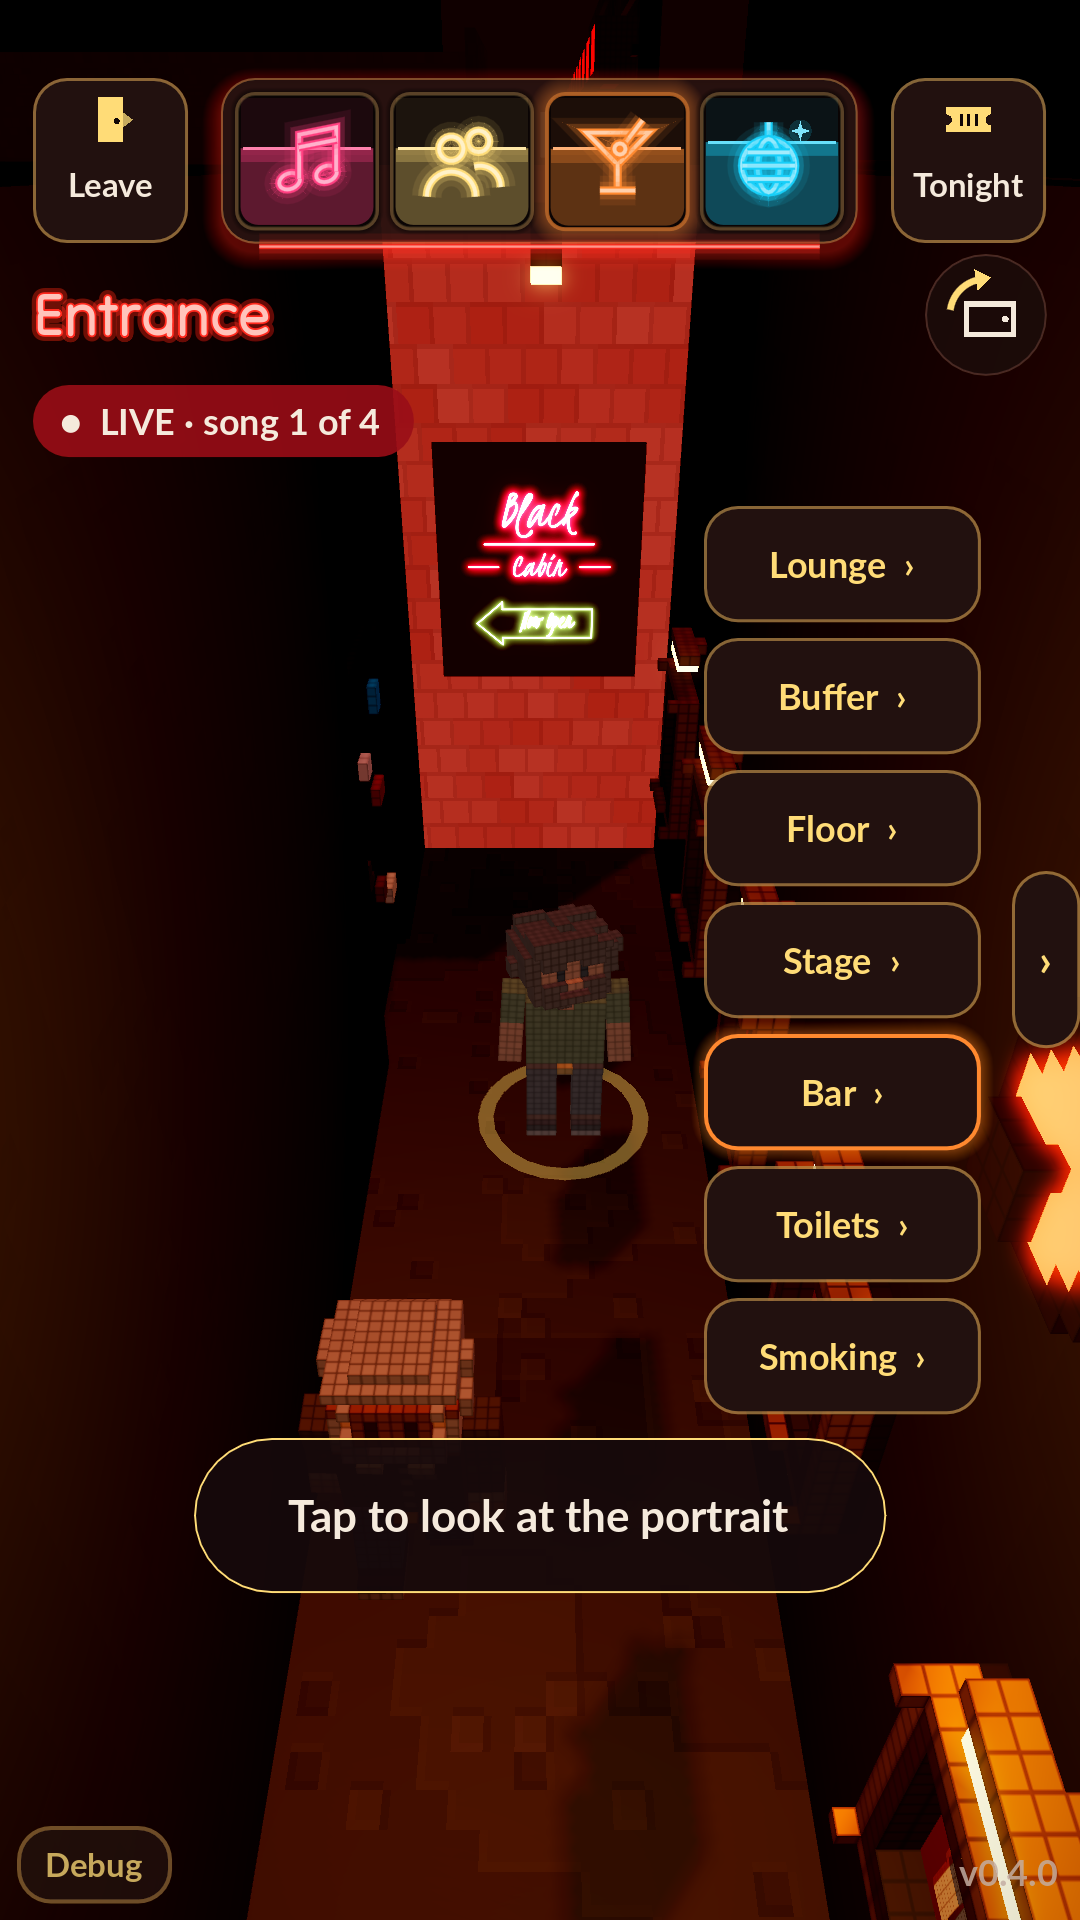 Leave
Tonight
Entrance
LIVE · song 1 of 4
Black
Cabin
Lounge ›
Buffer ›
Floor ›
Stage ›
›
Bar ›
Toilets ›
Smoking ›
Tap to look at the portrait
Debug
v0.4.0